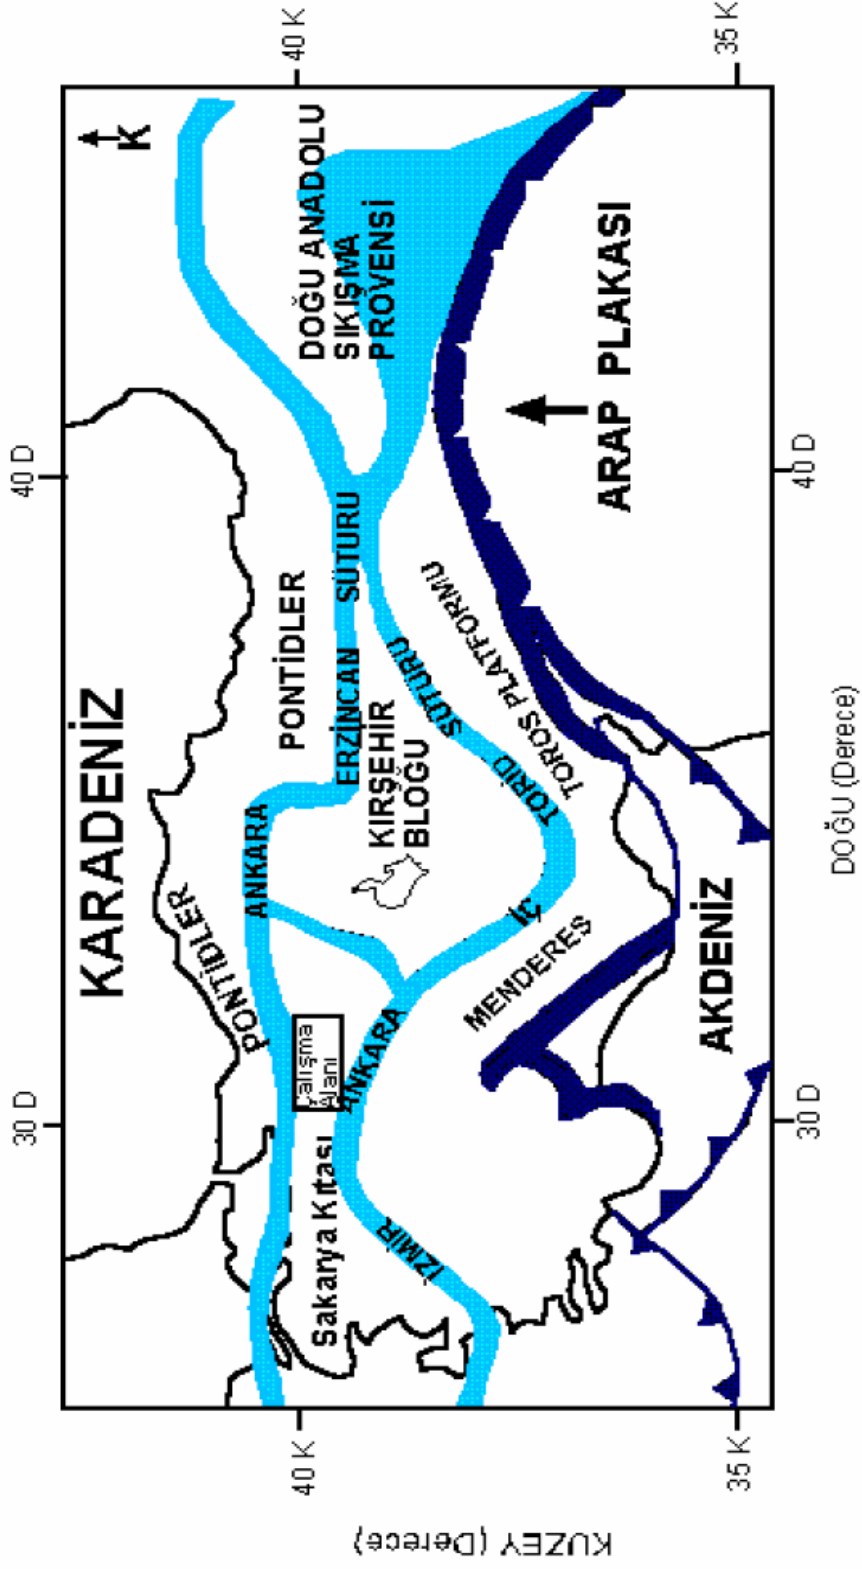 40 D
30 D
40 K
35 K
K
KARADENİZ
PONTİDLER
PONTİDLER
DOĞU ANADOLU
SIKIŞMA
PROVENSİ
ANKARA
ERZİNCAN
SÜTURU
KIRŞEHİR
BLOĞU
Çalışma
Alanı
Sakarya Kıtası
İZMİR
ANKARA
İÇ
TORİD
SÜTURU
TOROS PLATFORMU
MENDERES
ARAP PLAKASI
AKDENİZ
40 K
35 K
30 D
40 D
DOĞU (Derece)
KUZEY (Derece)